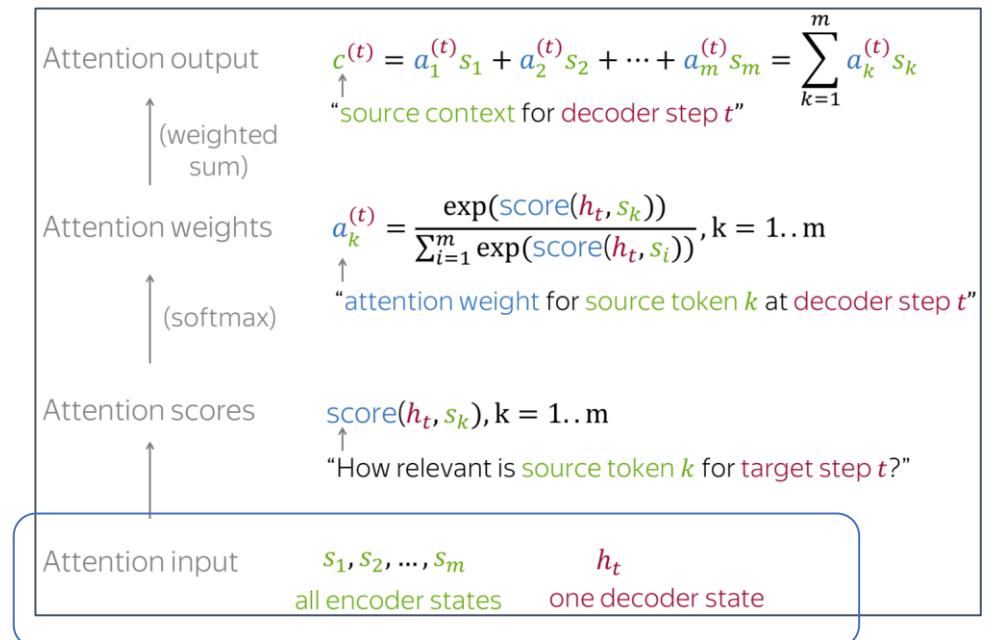 Attention output c^(t) = a_1^(t) s_1 + a_2^(t) s_2 + ⋯ + a_m^(t) s_m = ∑_{k=1}^{m} a_k^(t) s_k
“source context for decoder step t”
(weighted
sum)
Attention weights a_k^(t) = exp(score(h_t, s_k)) / ∑_{i=1}^{m} exp(score(h_t, s_i)), k = 1..m
“attention weight for source token k at decoder step t”
(softmax)
Attention scores score(h_t, s_k), k = 1..m
“How relevant is source token k for target step t?”
Attention input s_1, s_2, …, s_m h_t
all encoder states one decoder state